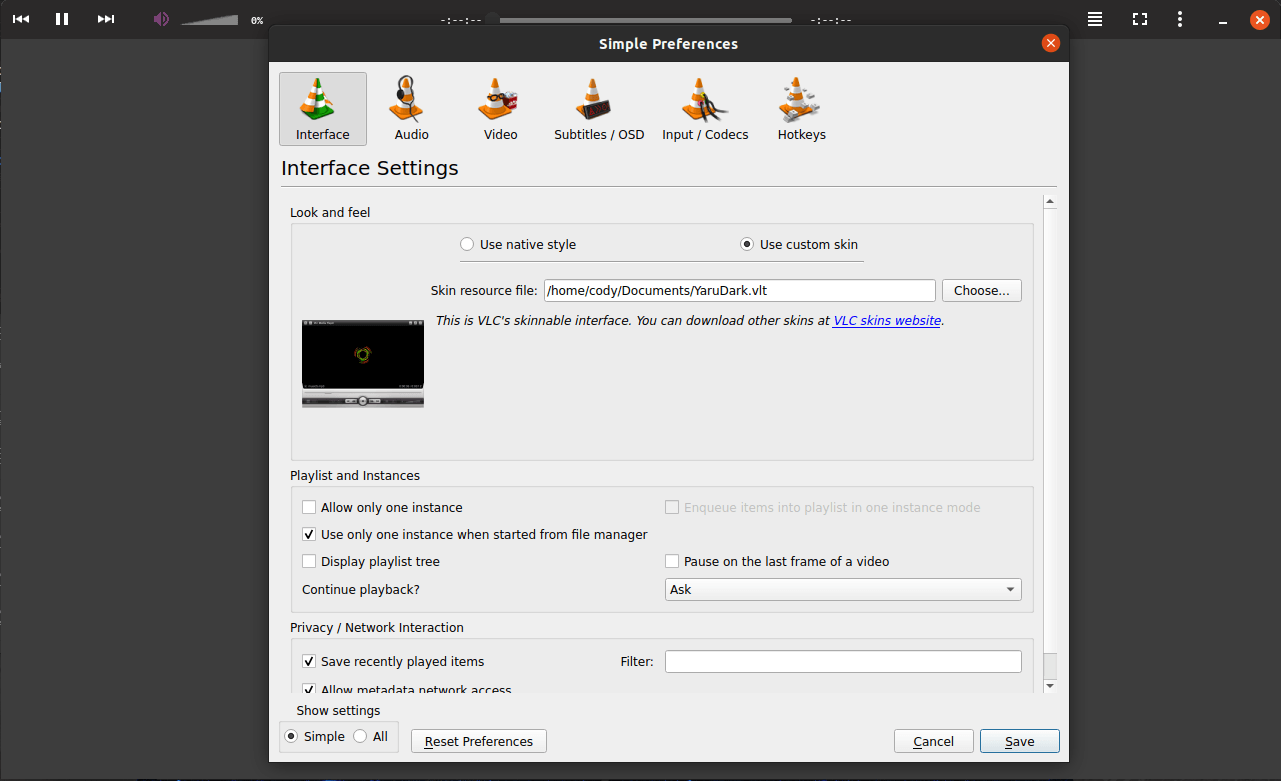 0%
-:--:--
-:--:--
Simple Preferences
Interface
Audio
Video
Subtitles / OSD
Input / Codecs
Hotkeys
Interface Settings
Look and feel
Use native style
Use custom skin
Skin resource file: /home/cody/Documents/YaruDark.vlt Choose...
This is VLC's skinnable interface. You can download other skins at VLC skins website.
Playlist and Instances
Allow only one instance
Enqueue items into playlist in one instance mode
Use only one instance when started from file manager
Display playlist tree
Pause on the last frame of a video
Continue playback? Ask
Privacy / Network Interaction
Save recently played items
Filter:
Allow metadata network access
Show settings
Simple All
Reset Preferences
Cancel
Save